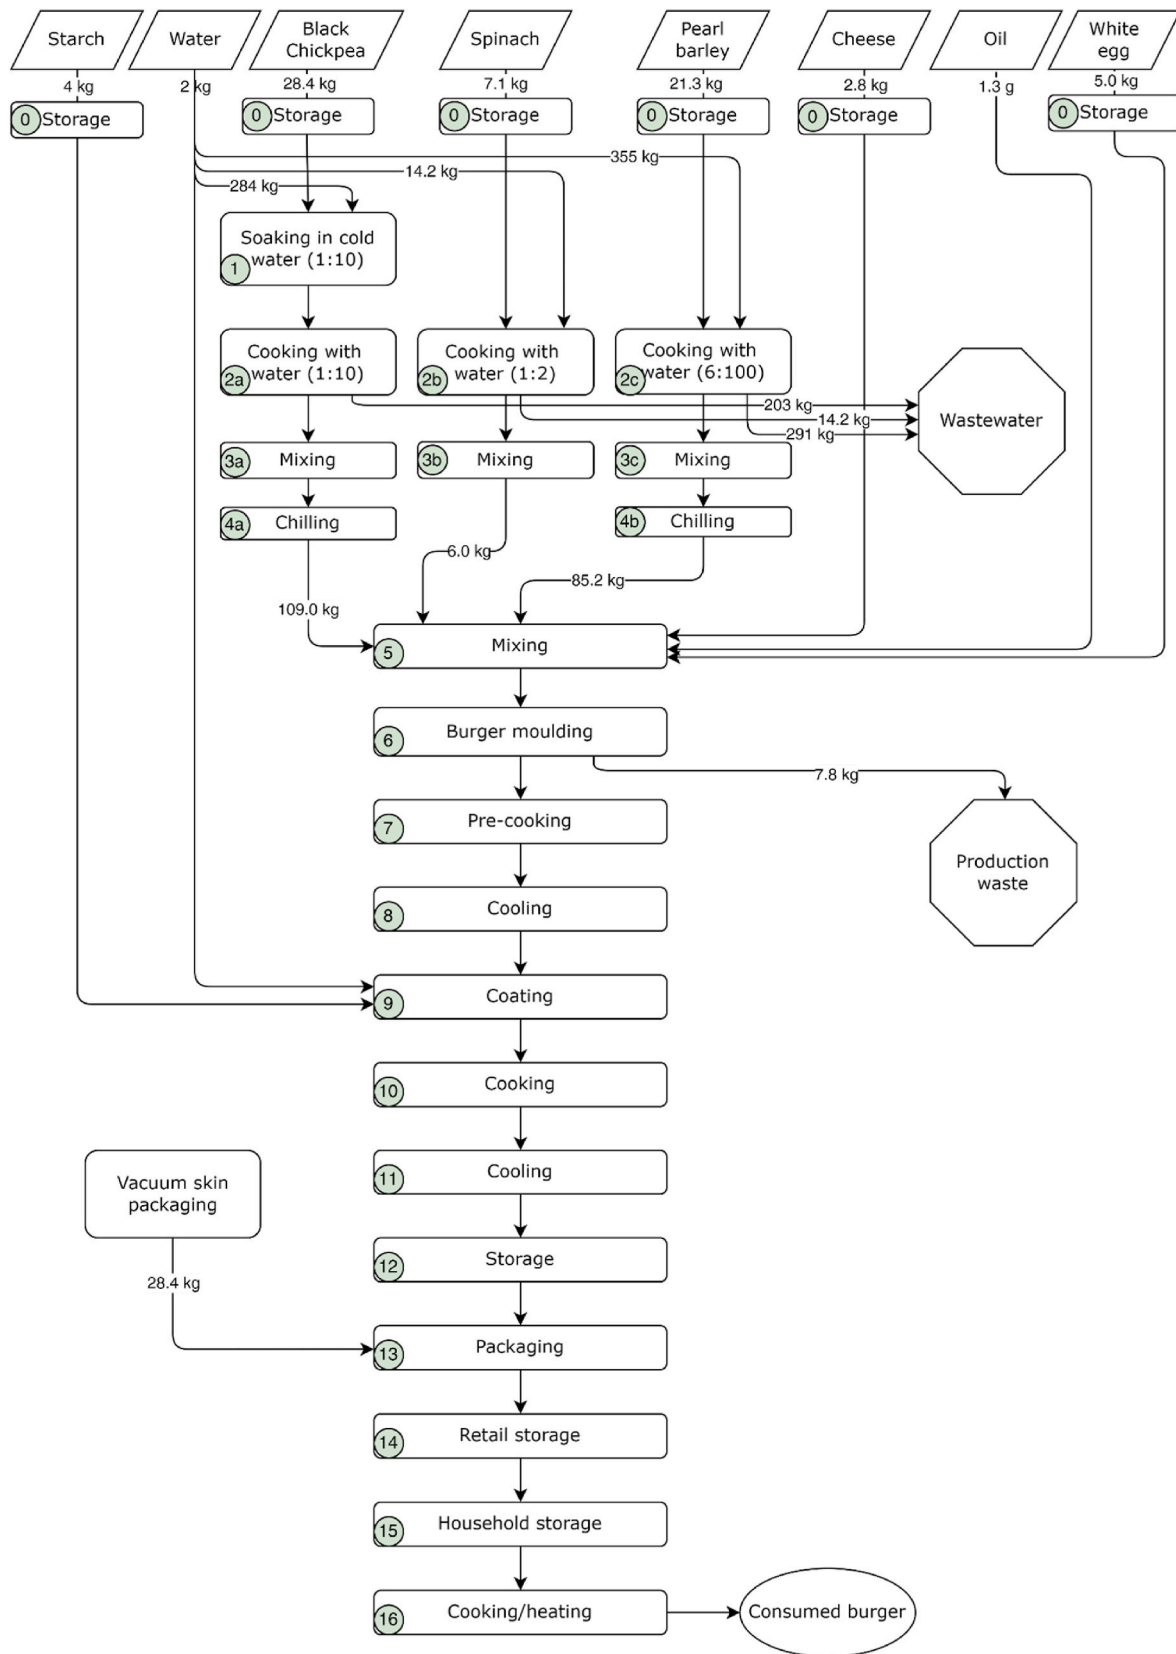 Starch
Water
Black
Chickpea
Spinach
Pearl
barley
Cheese
Oil
White
egg
4 kg
2 kg
28.4 kg
7.1 kg
21.3 kg
2.8 kg
1.3 g
5.0 kg
0 Storage
0 Storage
0 Storage
0 Storage
0 Storage
0 Storage
355 kg
14.2 kg
284 kg
Soaking in cold
water (1:10)
1
Cooking with
water (1:10)
2a
Cooking with
water (1:2)
2b
Cooking with
water (6:100)
2c
203 kg
14.2 kg
291 kg
Wastewater
3a Mixing
3b Mixing
3c Mixing
4a Chilling
4b Chilling
6.0 kg
85.2 kg
109.0 kg
5 Mixing
6 Burger moulding
7.8 kg
7 Pre-cooking
Production
waste
8 Cooling
9 Coating
10 Cooking
Vacuum skin
packaging
11 Cooling
12 Storage
28.4 kg
13 Packaging
14 Retail storage
15 Household storage
16 Cooking/heating
Consumed burger